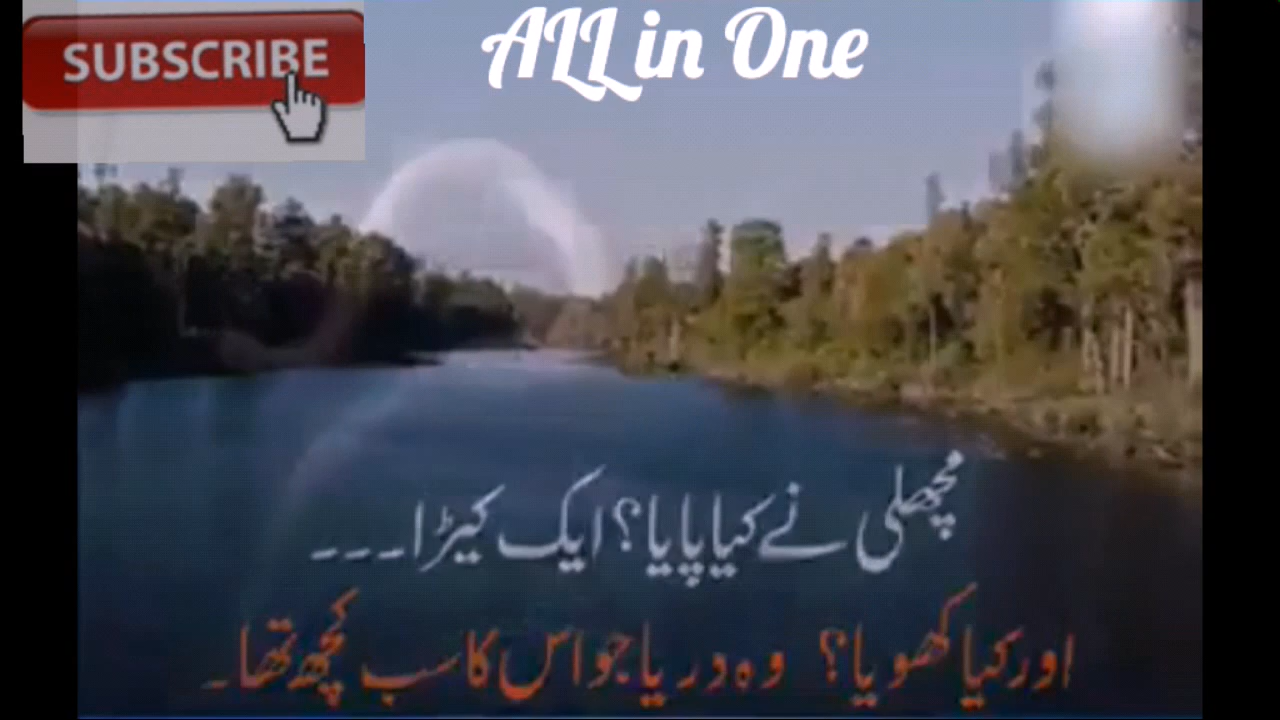 SUBSCRIBE
ALL in One
مچھلی نے کیا پایا؟ ایک کیڑا۔۔۔
اور کیا کھویا؟ وہ دریا جو اس کا سب کچھ تھا۔